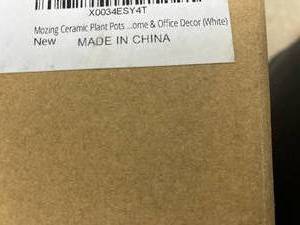 X0034ESY4T
Mozing Ceramic Plant Pots ...ome & Office Decor (White)
New MADE IN CHINA